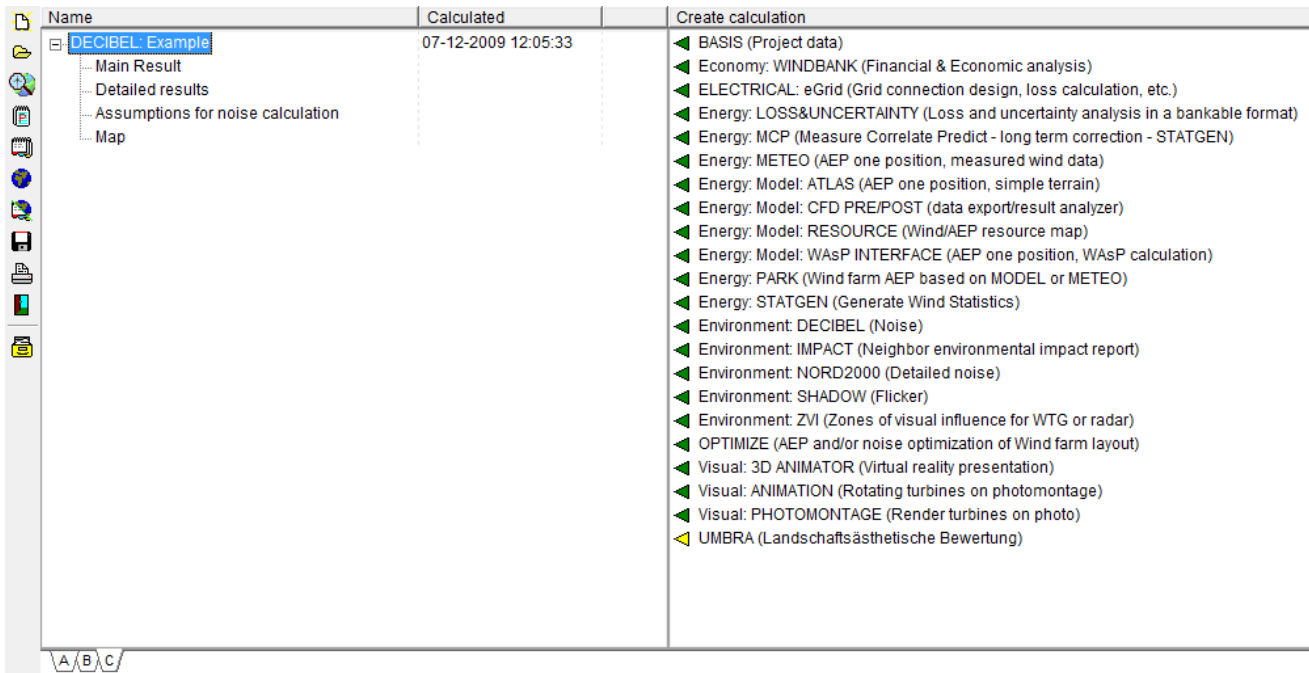 Name Calculated Create calculation
DECIBEL: Example 07-12-2009 12:05:33
Main Result
Detailed results
Assumptions for noise calculation
Map
BASIS (Project data)
Economy: WINDBANK (Financial & Economic analysis)
ELECTRICAL: eGrid (Grid connection design, loss calculation, etc.)
Energy: LOSS&UNCERTAINTY (Loss and uncertainty analysis in a bankable format)
Energy: MCP (Measure Correlate Predict - long term correction - STATGEN)
Energy: METEO (AEP one position, measured wind data)
Energy: Model: ATLAS (AEP one position, simple terrain)
Energy: Model: CFD PRE/POST (data export/result analyzer)
Energy: Model: RESOURCE (Wind/AEP resource map)
Energy: Model: WAsP INTERFACE (AEP one position, WAsP calculation)
Energy: PARK (Wind farm AEP based on MODEL or METEO)
Energy: STATGEN (Generate Wind Statistics)
Environment: DECIBEL (Noise)
Environment: IMPACT (Neighbor environmental impact report)
Environment: NORD2000 (Detailed noise)
Environment: SHADOW (Flicker)
Environment: ZVI (Zones of visual influence for WTG or radar)
OPTIMIZE (AEP and/or noise optimization of Wind farm layout)
Visual: 3D ANIMATOR (Virtual reality presentation)
Visual: ANIMATION (Rotating turbines on photomontage)
Visual: PHOTOMONTAGE (Render turbines on photo)
UMBRA (Landschaftsästhetische Bewertung)
A B C